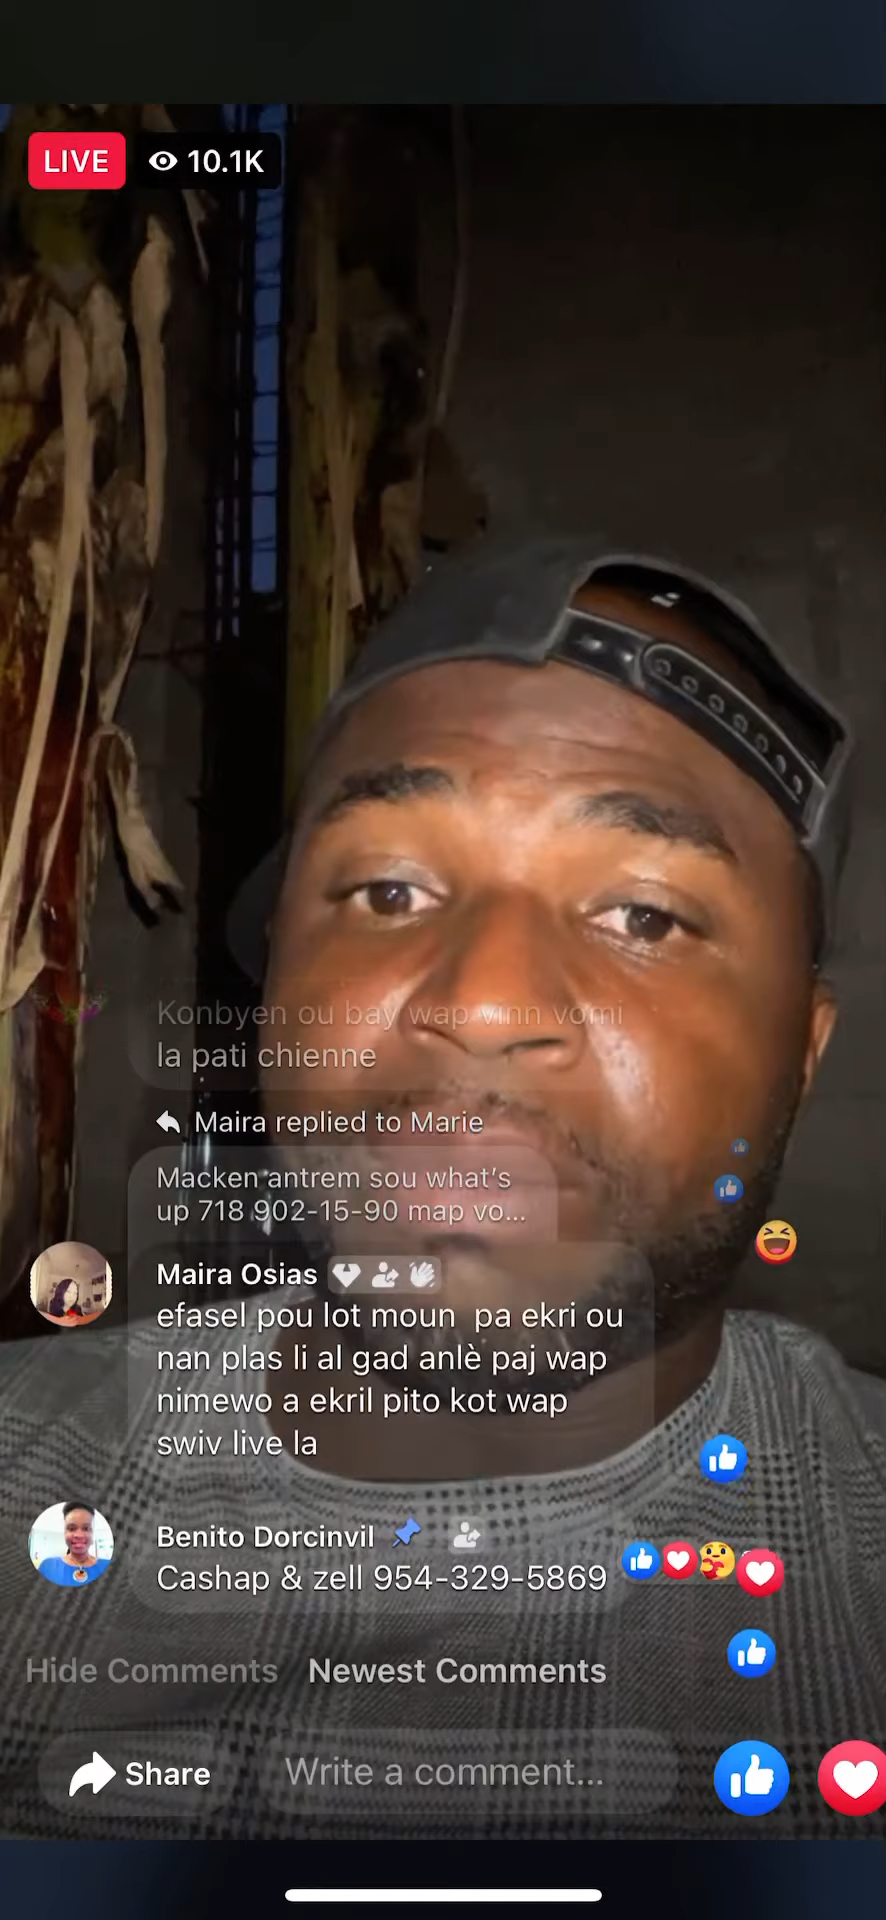 LIVE 10.1K
Konbyen ou bay wap vinn vomi
la pati chienne
Maira replied to Marie
Macken antrem sou what's
up 718 902-15-90 map vo...
Maira Osias
efasel pou lot moun pa ekri ou
nan plas li al gad anlè paj wap
nimewo a ekril pito kot wap
swiv live la
Benito Dorcinvil
Cashap & zell 954-329-5869
Hide Comments Newest Comments
Share Write a comment...